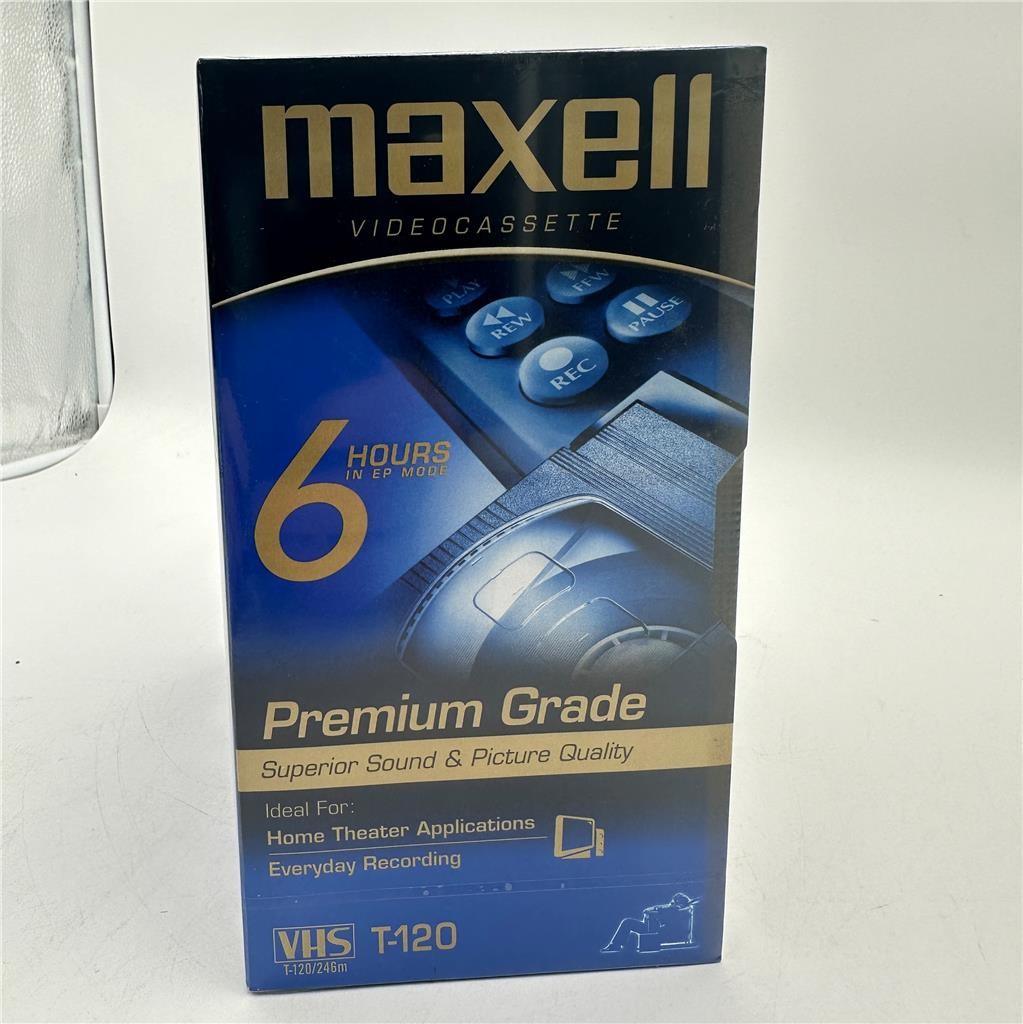 maxell
VIDEOCASSETTE
PLAY
FFW
REW
PAUSE
REC
6 HOURS
IN EP MODE
Premium Grade
Superior Sound & Picture Quality
Ideal For:
Home Theater Applications
Everyday Recording
VHS T-120
T-120/246m